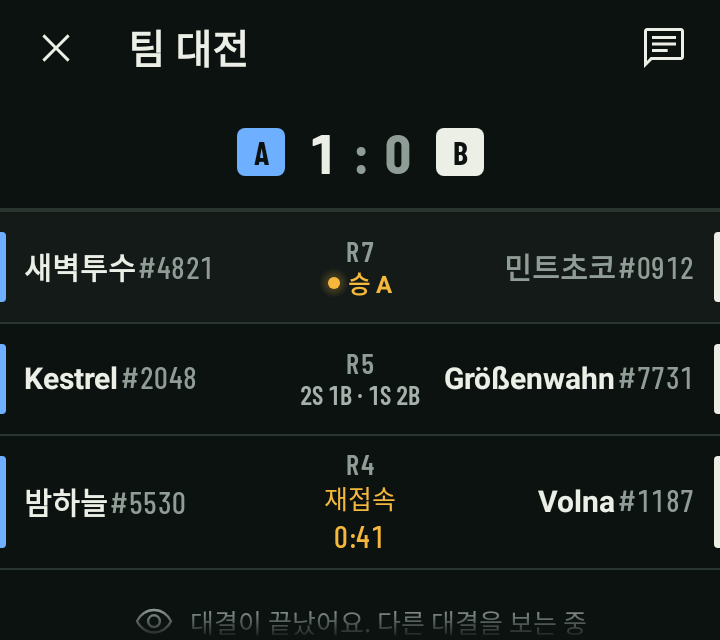 팀 대전
A 1 : 0 B
새벽투수#4821 R7 민트초코#0912
승 A
Kestrel#2048 R5 Größenwahn#7731
2S 1B · 1S 2B
R4
밤하늘#5530 재접속 Volna#1187
0:41
대결이 끝났어요. 다른 대결을 보는 중